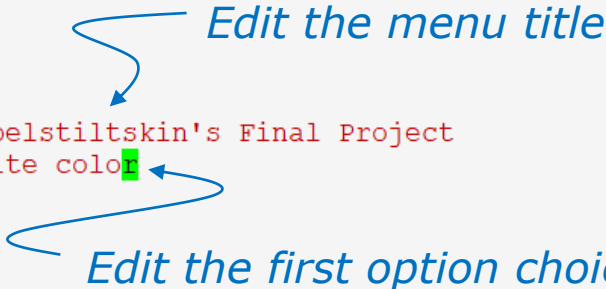 Edit the menu title
pelstiltskin's Final Project
ite color
Edit the first option choi